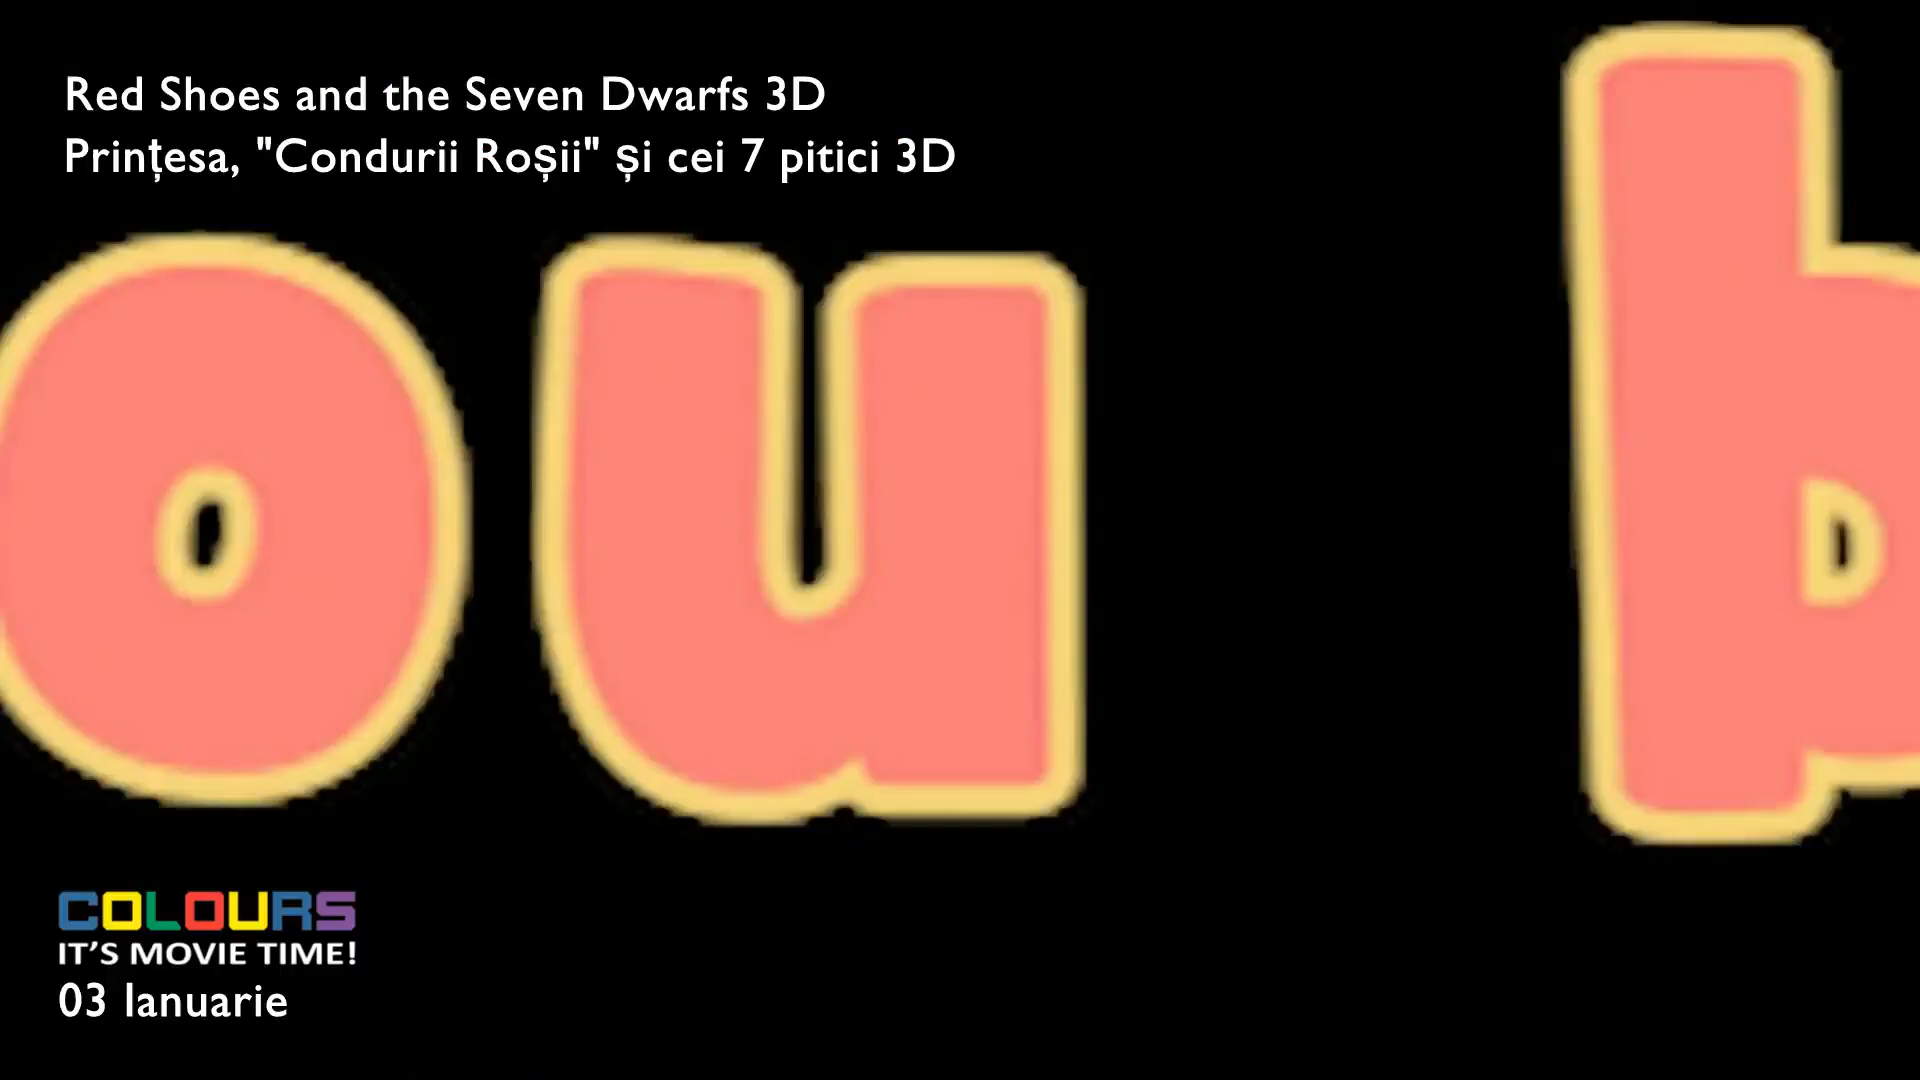 Red Shoes and the Seven Dwarfs 3D
Prințesa, "Condurii Roșii" și cei 7 pitici 3D
ou b
COLOURS
IT'S MOVIE TIME!
03 Ianuarie